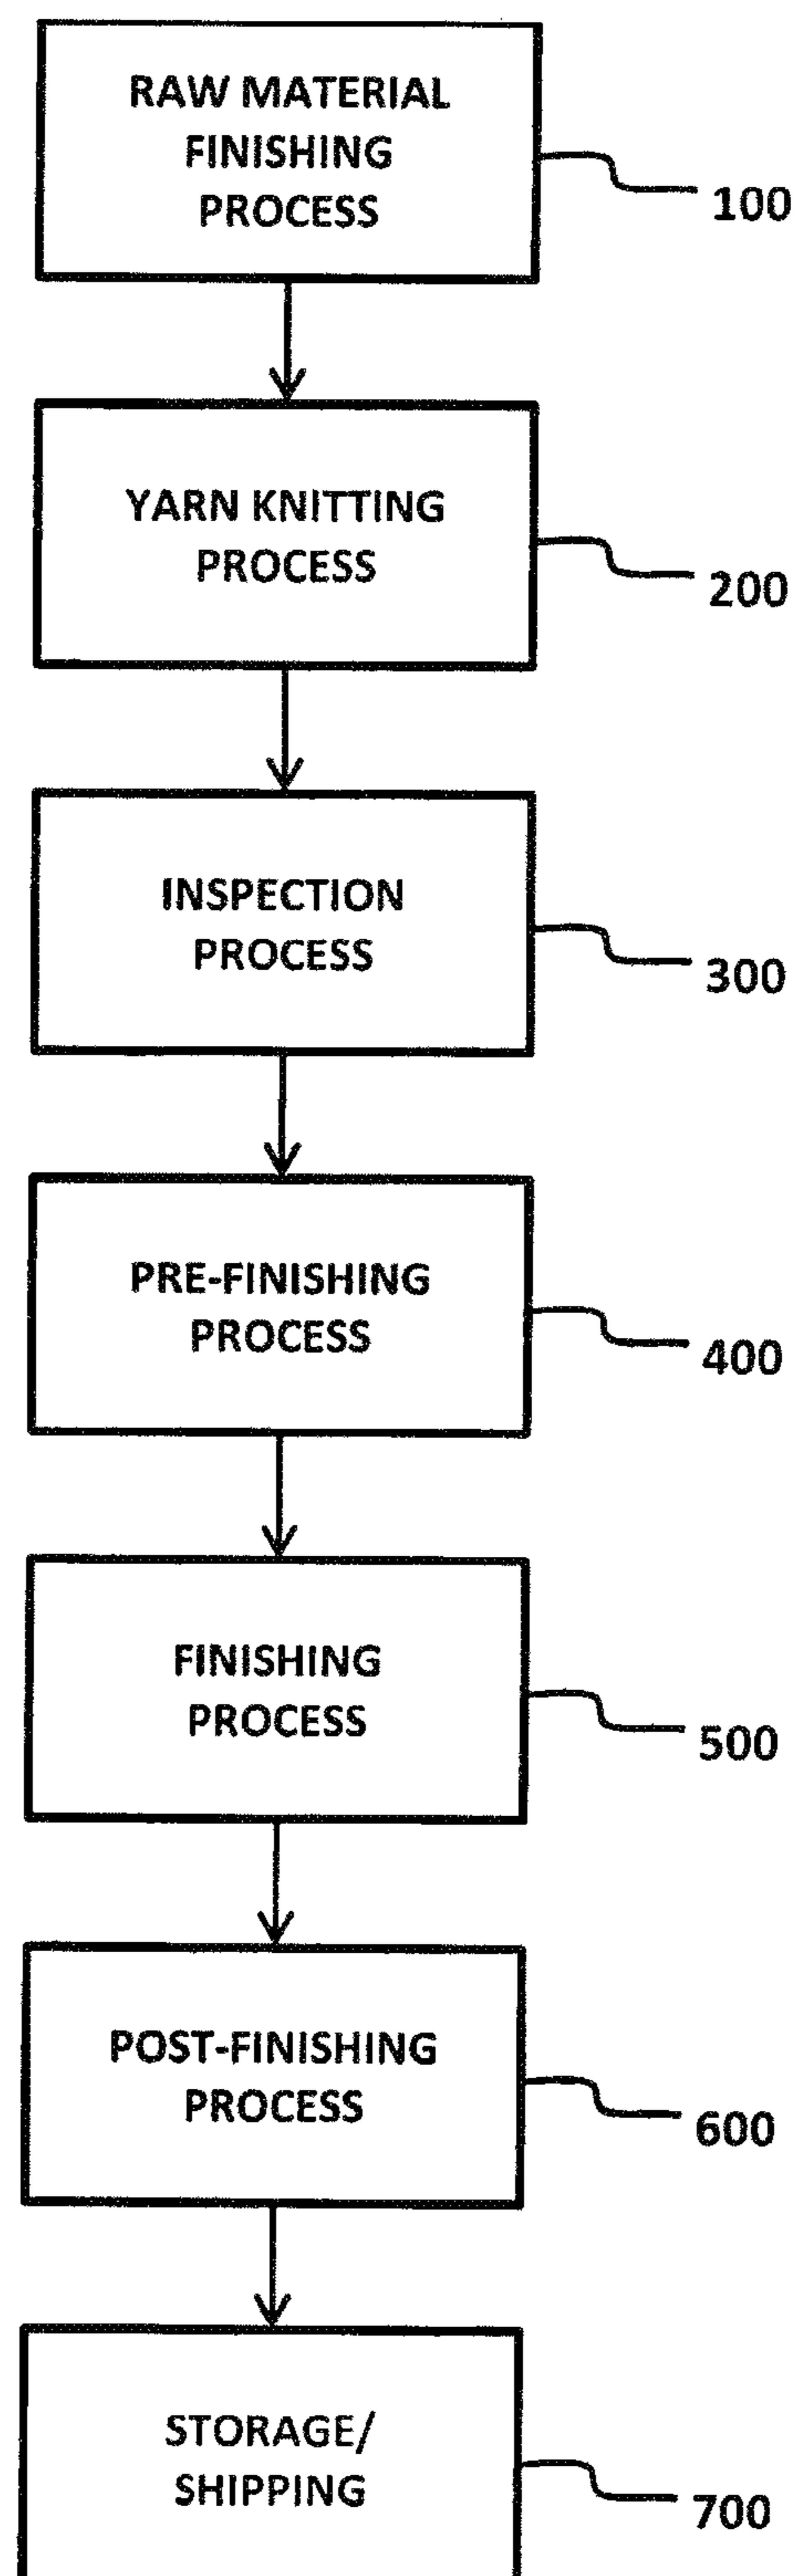 RAW MATERIAL
FINISHING
PROCESS
100
YARN KNITTING
PROCESS
200
INSPECTION
PROCESS
300
PRE-FINISHING
PROCESS
400
FINISHING
PROCESS
500
POST-FINISHING
PROCESS
600
STORAGE/
SHIPPING
700